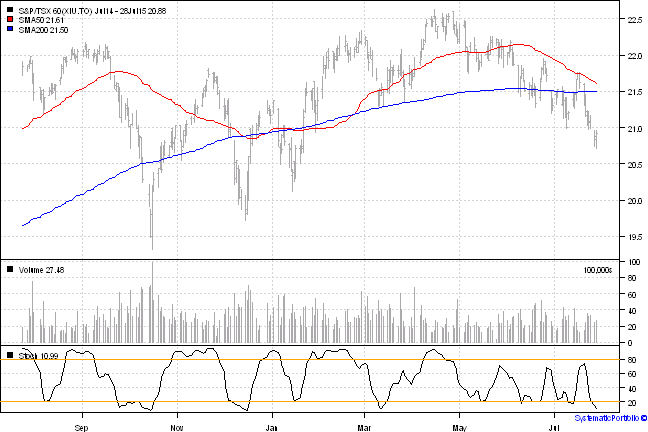 S&P/TSX 60(XIU.TO) Jul14 - 28Jul15 20.88
SMA50 21.61
SMA200 21.50
22.5
22.0
21.5
21.0
20.5
20.0
19.5
Volume 27.48
100,000s
100
80
60
40
20
0
Stoch 10.99
80
60
40
20
Sep
Nov
Jan
Mar
May
Jul
SystematicPortfolio ©